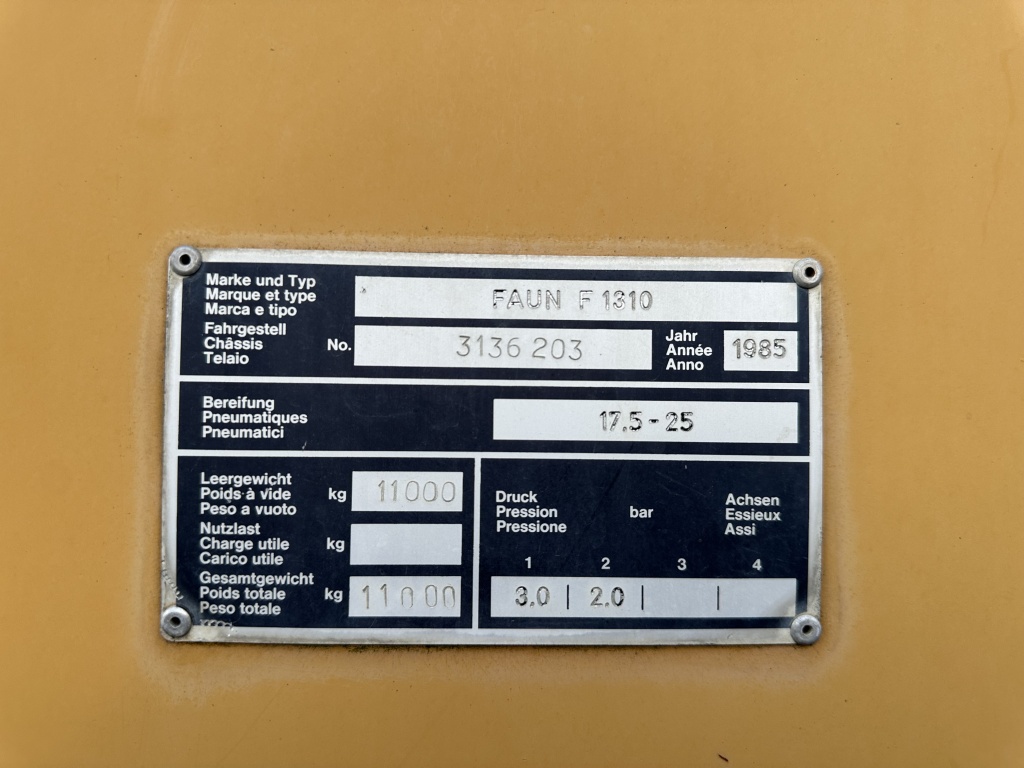 Marke und Typ
Marque et type
Marca e tipo
FAUN F 1310
Fahrgestell
Châssis
Telaio
No.
3136 203
Jahr
Année
Anno
1985
Bereifung
Pneumatiques
Pneumatici
17.5-25
Leergewicht
Poids à vide
Peso a vuoto
kg
11000
Nutzlast
Charge utile
Carico utile
kg
Gesamtgewicht
Poids totale
Peso totale
kg
11000
Druck
Pression
Pressione
bar
Achsen
Essieux
Assi
1 2 3 4
3.0 | 2.0 | |